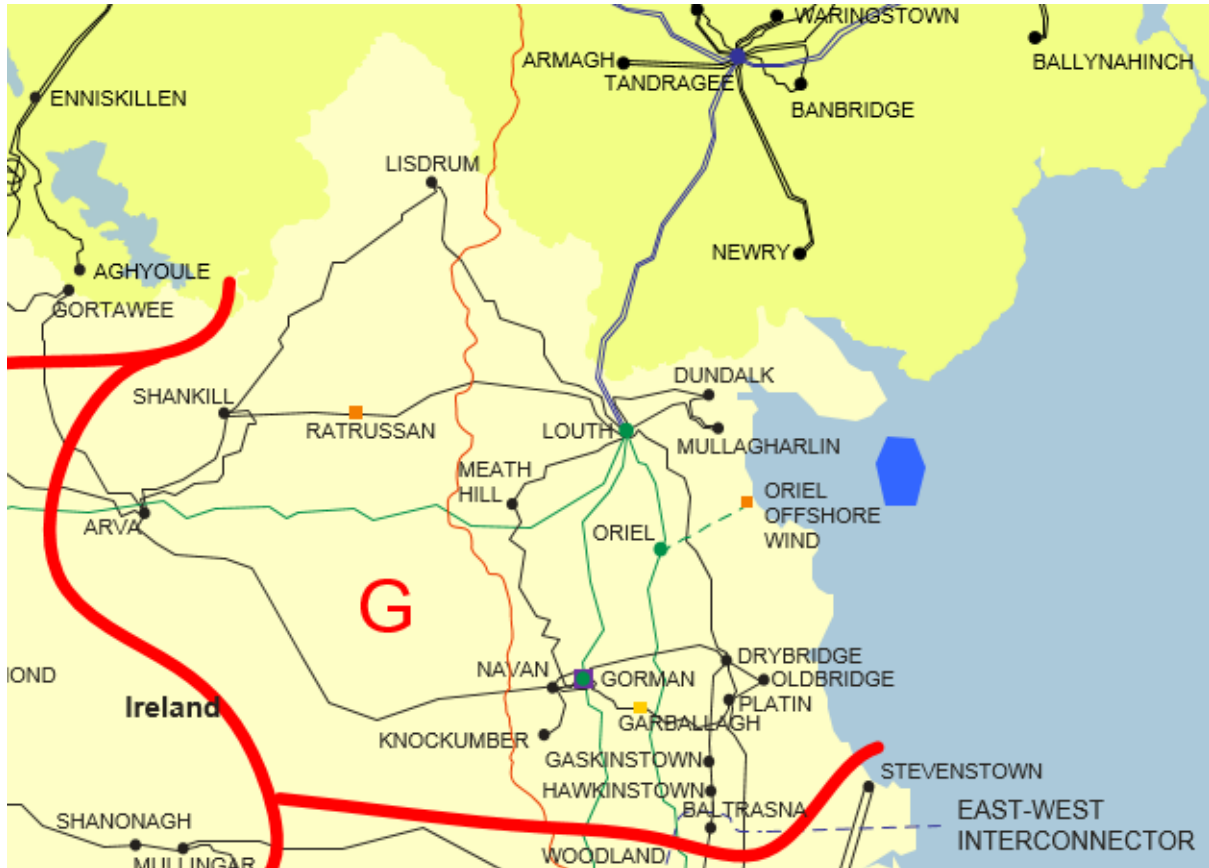 WARINGSTOWN
ARMAGH
TANDRAGEE
BALLYNAHINCH
ENNISKILLEN
BANBRIDGE
LISDRUM
NEWRY
AGHYOULE
GORTAWEE
SHANKILL
DUNDALK
RATRUSSAN
LOUTH
MULLAGHARLIN
MEATH
HILL
ORIEL
OFFSHORE
WIND
ARVA
ORIEL
G
DRYBRIDGE
NAVAN
GORMAN
OLDBRIDGE
OND
Ireland
PLATIN
GARBALLAGH
KNOCKUMBER
GASKINSTOWN
STEVENSTOWN
HAWKINSTOWN
BALTRASNA
EAST-WEST
INTERCONNECTOR
SHANONAGH
MULLINGAR
WOODLAND